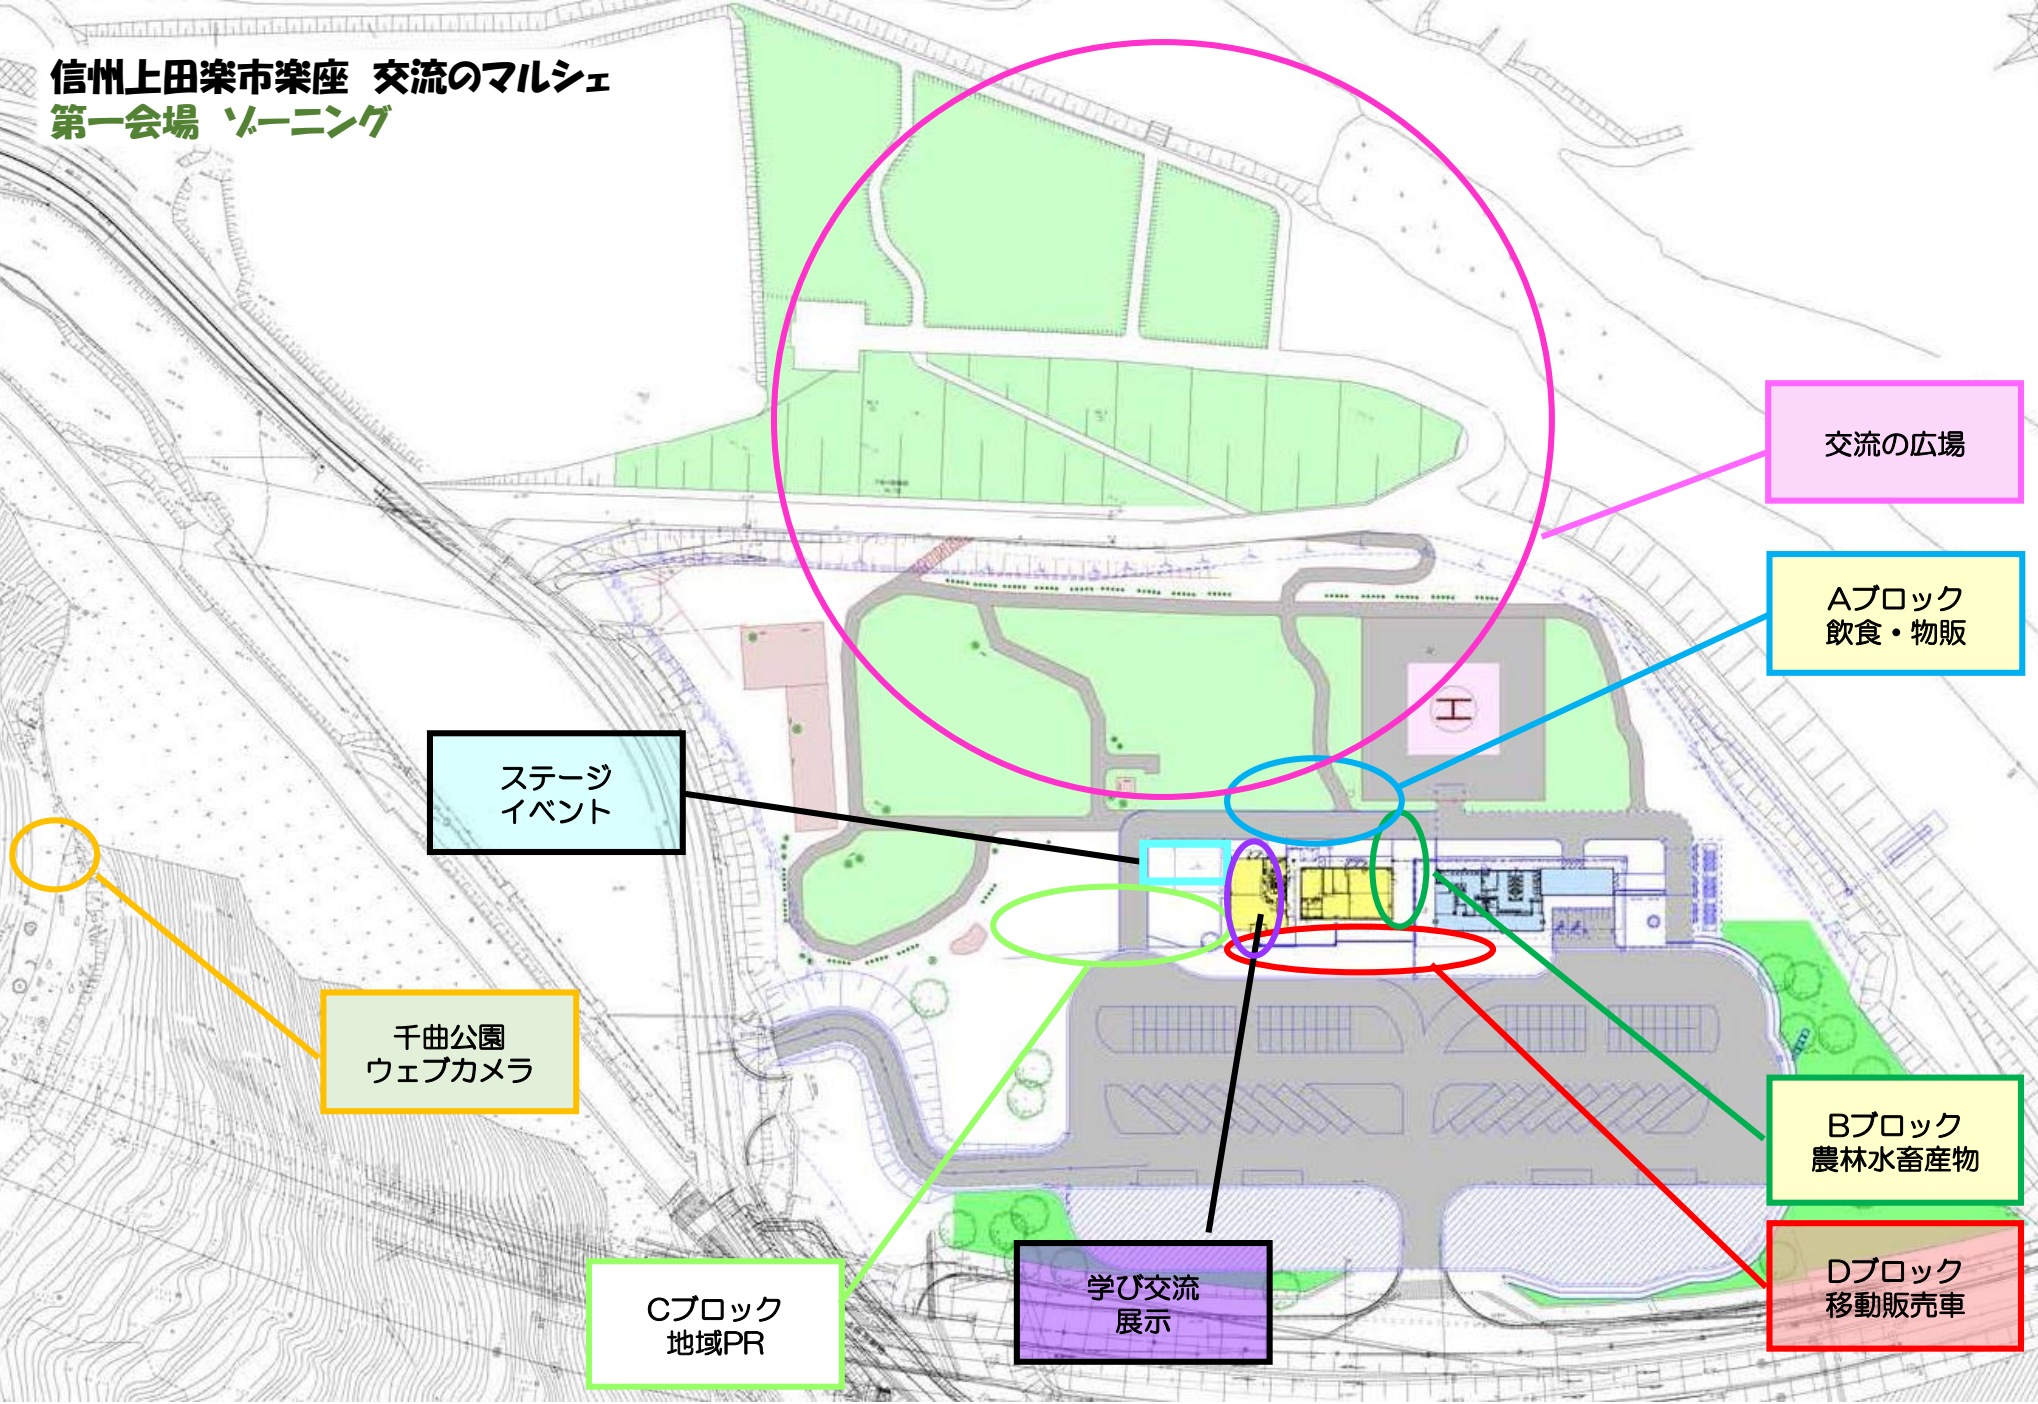 信州上田楽市楽座　交流のマルシェ
第一会場　ゾーニング
交流の広場
Aブロック
飲食・物販
ステージ
イベント
H
千曲公園
ウェブカメラ
Bブロック
農林水畜産物
Cブロック
地域PR
学び交流
展示
Dブロック
移動販売車